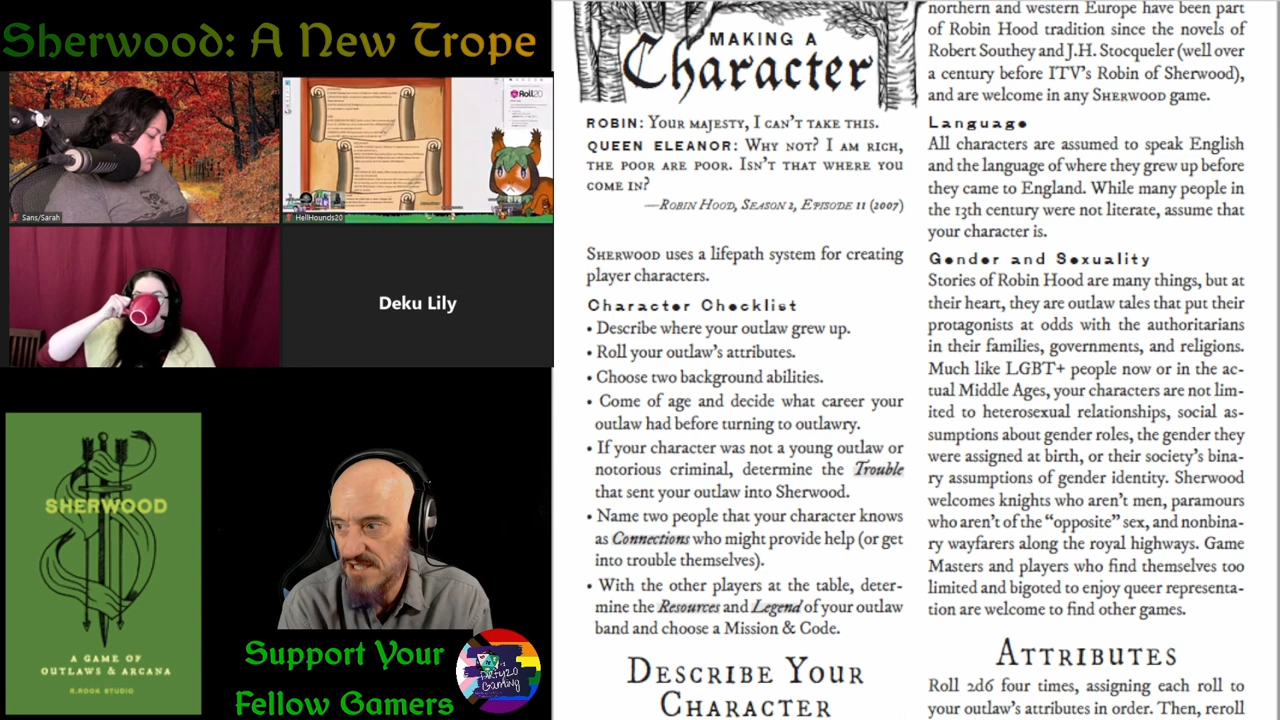 Sherwood: A New Trope
Sans/Sarah
Roll20
HellHounds20
Deku Lily
SHERWOOD
A GAME OF
OUTLAWS & ARCANA
R.ROOK STUDIO
Support Your
Fellow Gamers
Dirty20
Gaming
MAKING A
Character
ROBIN: Your majesty, I can't take this.
QUEEN ELEANOR: Why not? I am rich,
the poor are poor. Isn't that where you
come in?
—Robin Hood, Season 2, Episode 11 (2007)
Sherwood uses a lifepath system for creating
player characters.
Character Checklist
• Describe where your outlaw grew up.
• Roll your outlaw's attributes.
• Choose two background abilities.
• Come of age and decide what career your
outlaw had before turning to outlawry.
• If your character was not a young outlaw or
notorious criminal, determine the Trouble
that sent your outlaw into Sherwood.
• Name two people that your character knows
as Connections who might provide help (or get
into trouble themselves).
• With the other players at the table, deter-
mine the Resources and Legend of your outlaw
band and choose a Mission & Code.
Describe Your
Character
northern and western Europe have been part
of Robin Hood tradition since the novels of
Robert Southey and J.H. Stocqueler (well over
a century before ITV's Robin of Sherwood),
and are welcome in any Sherwood game.
Language
All characters are assumed to speak English
and the language of where they grew up before
they came to England. While many people in
the 13th century were not literate, assume that
your character is.
Gender and Sexuality
Stories of Robin Hood are many things, but at
their heart, they are outlaw tales that put their
protagonists at odds with the authoritarians
in their families, governments, and religions.
Much like LGBT+ people now or in the ac-
tual Middle Ages, your characters are not lim-
ited to heterosexual relationships, social as-
sumptions about gender roles, the gender they
were assigned at birth, or their society's bina-
ry assumptions of gender identity. Sherwood
welcomes knights who aren't men, paramours
who aren't of the "opposite" sex, and nonbina-
ry wayfarers along the royal highways. Game
Masters and players who find themselves too
limited and bigoted to enjoy queer representa-
tion are welcome to find other games.
Attributes
Roll 2d6 four times, assigning each roll to
your outlaw's attributes in order. Then, reroll